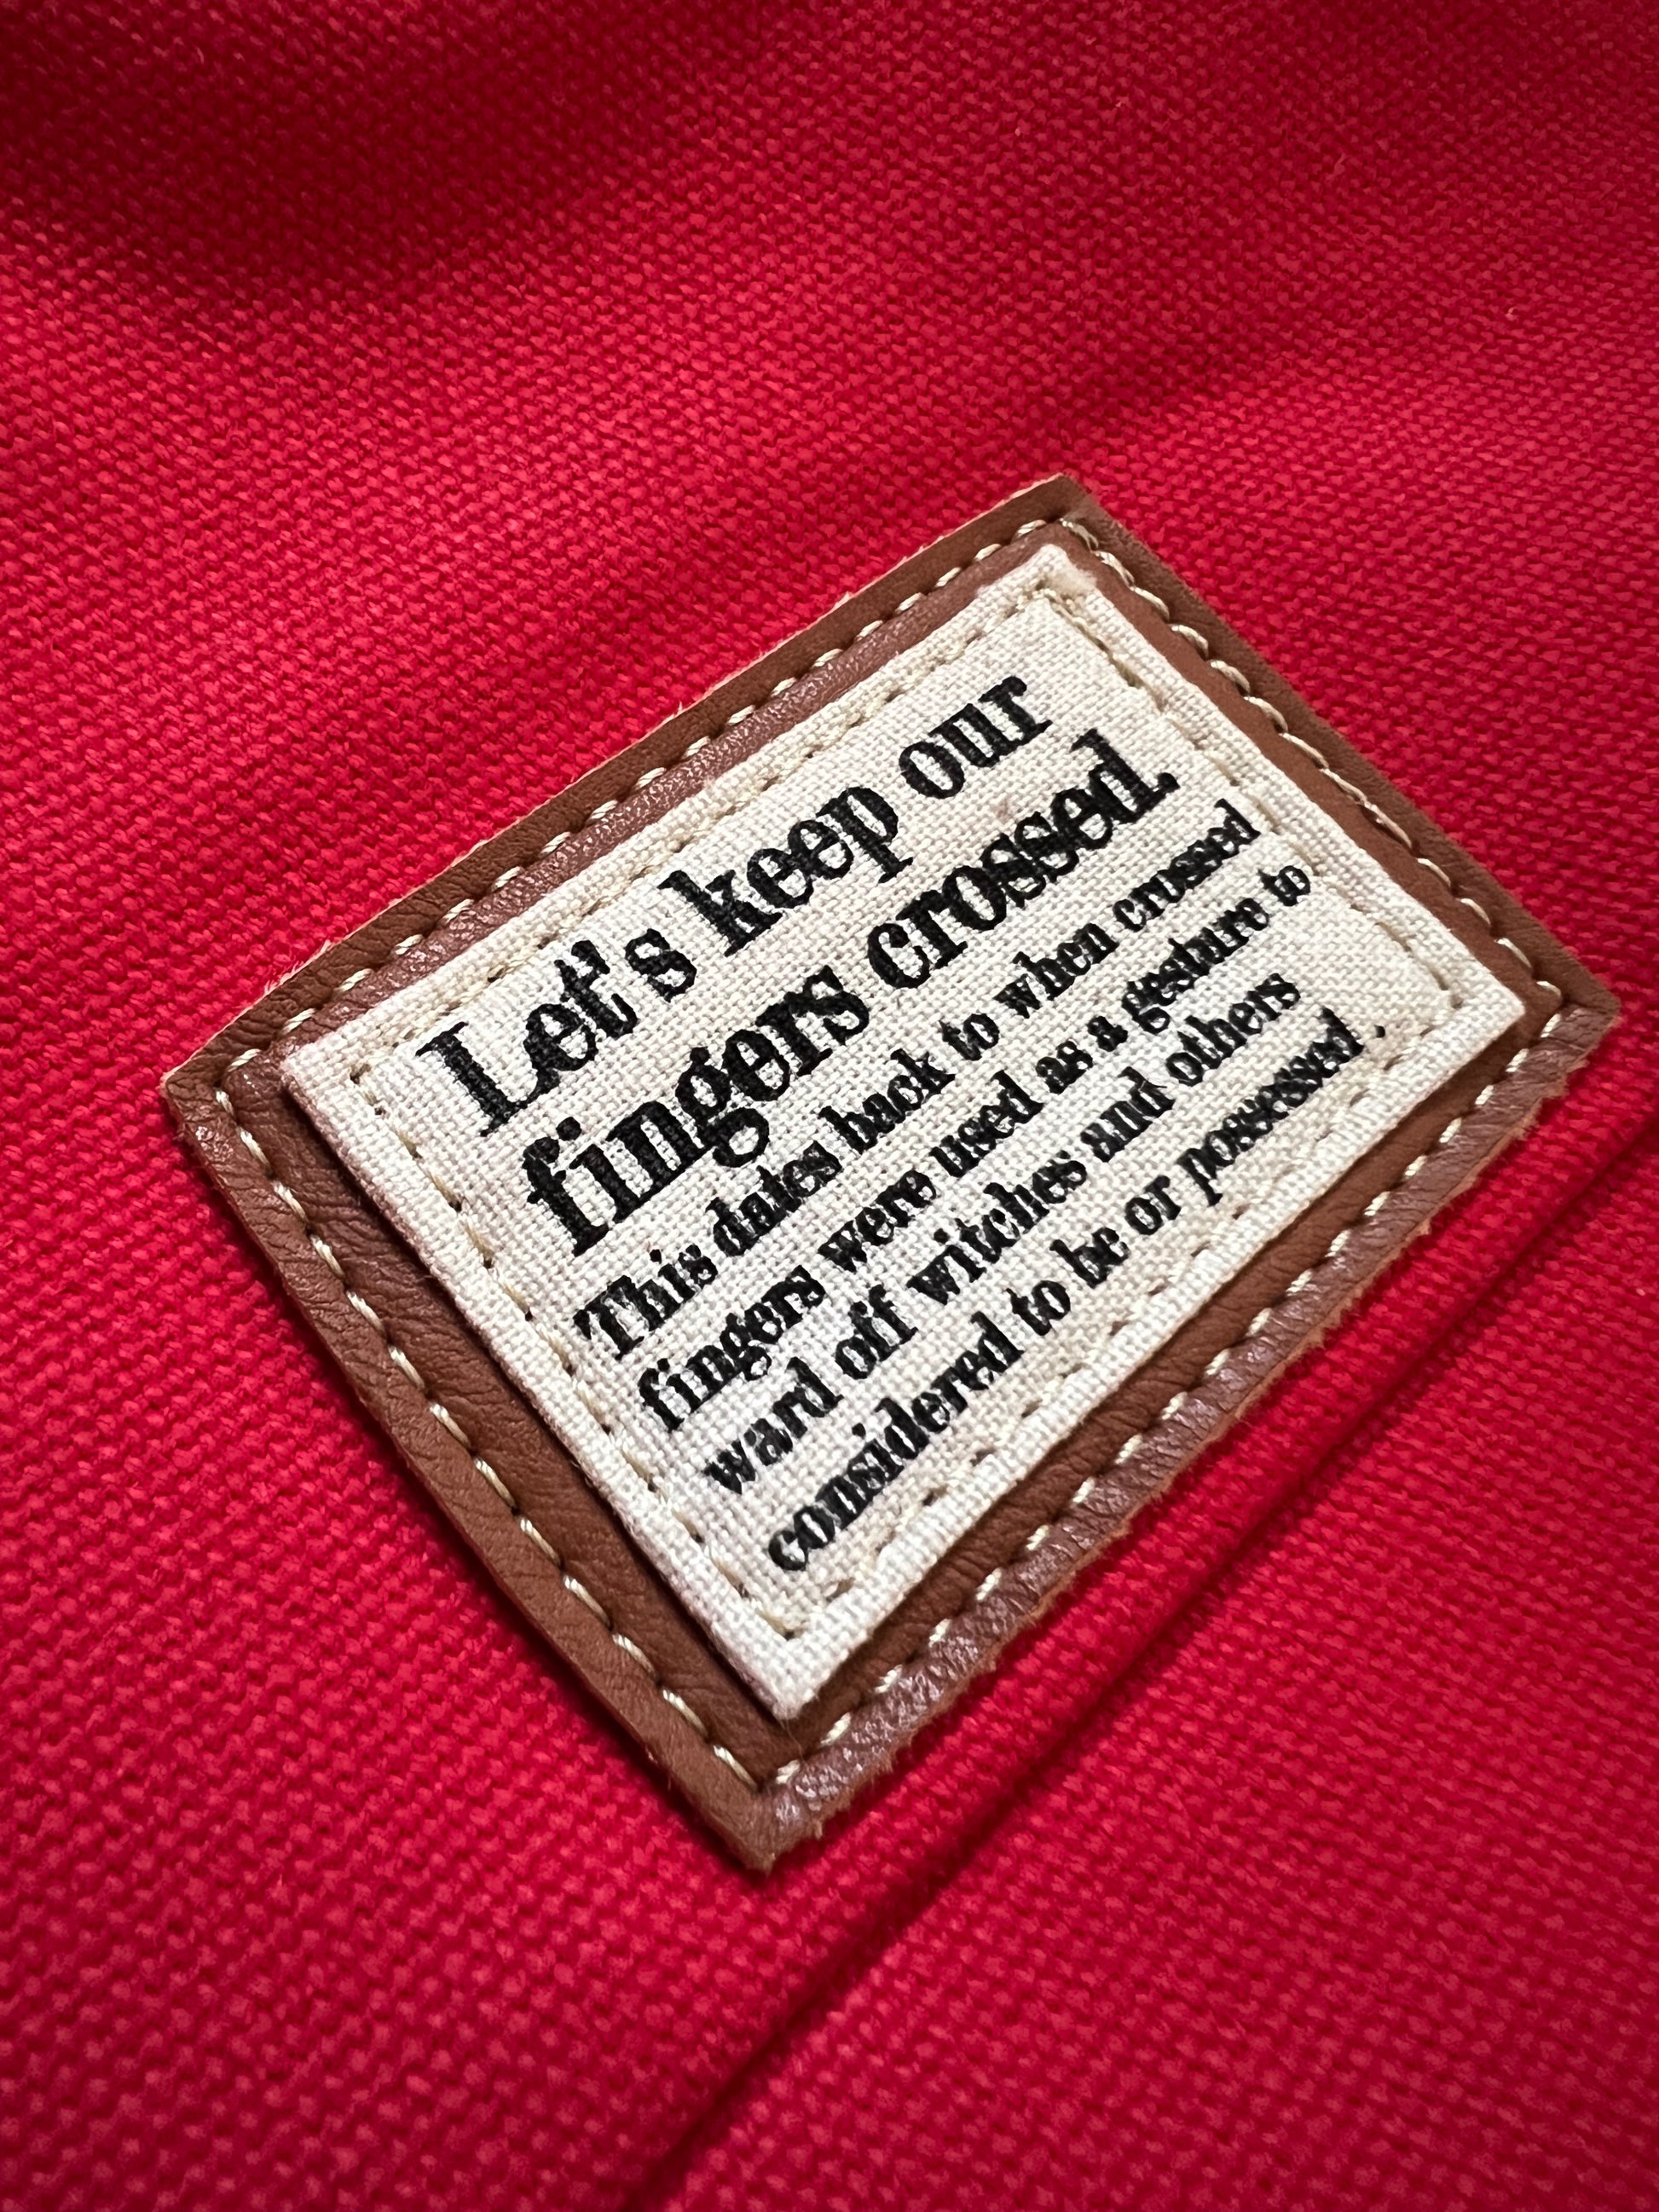 Let's keep our
fingers crossed.
This dates back to when crossed
fingers were used as a gesture to
ward off witches and others
considered to be or possessed .